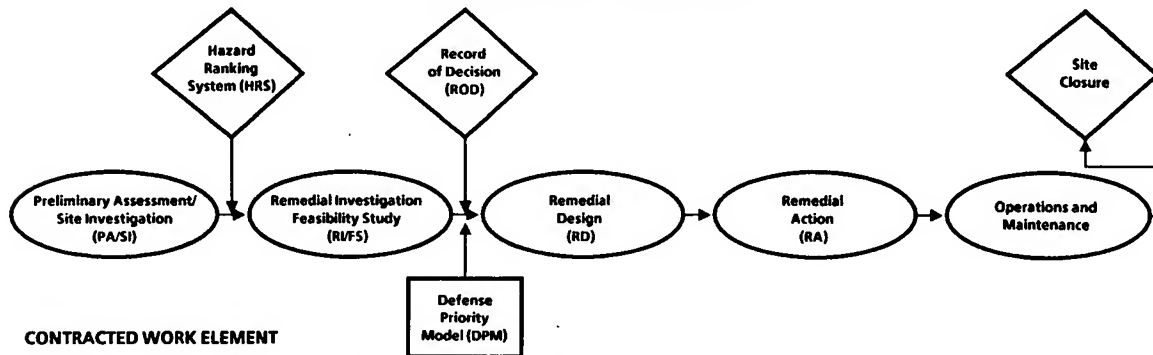 Hazard
Ranking
System (HRS)
Record
of Decision
(ROD)
Site
Closure
Preliminary Assessment/
Site Investigation
(PA/SI)
Remedial Investigation
Feasibility Study
(RI/FS)
Remedial
Design
(RD)
Remedial
Action
(RA)
Operations and
Maintenance
Defense
Priority
Model (DPM)
CONTRACTED WORK ELEMENT